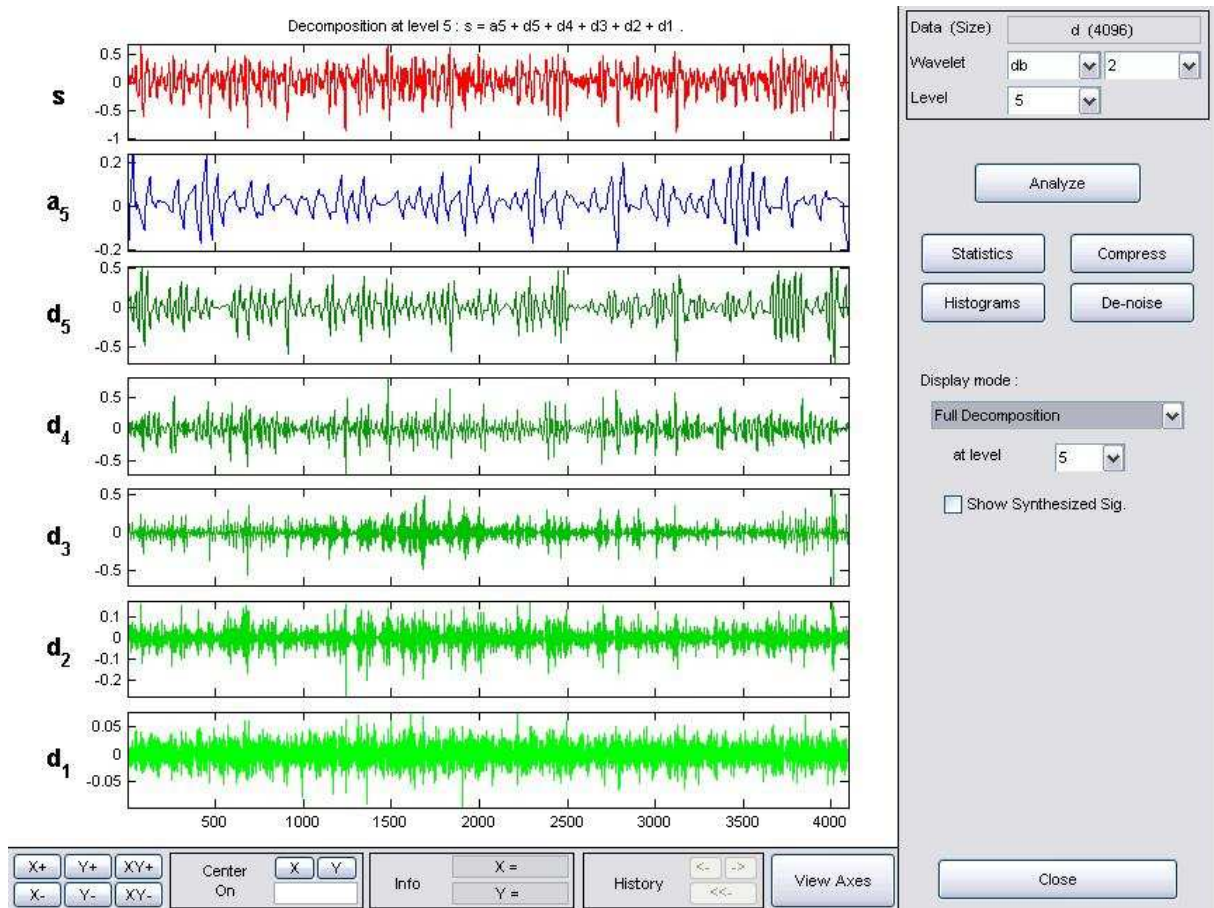 Decomposition at level 5 : s = a5 + d5 + d4 + d3 + d2 + d1 .
s
0.5
0
-0.5
-1
a5
0.2
0
-0.2
d5
0.5
0
-0.5
d4
0.5
0
-0.5
d3
0.5
0
-0.5
d2
0.1
0
-0.1
-0.2
d1
0.05
0
-0.05
500 1000 1500 2000 2500 3000 3500 4000
Data (Size) d (4096)
Wavelet db 2
Level 5
Analyze
Statistics Compress
Histograms De-noise
Display mode :
Full Decomposition
at level 5
Show Synthesized Sig.
X+ Y+ XY+
X- Y- XY-
Center On X Y
Info X =
Y =
History <- ->
<<-
View Axes
Close